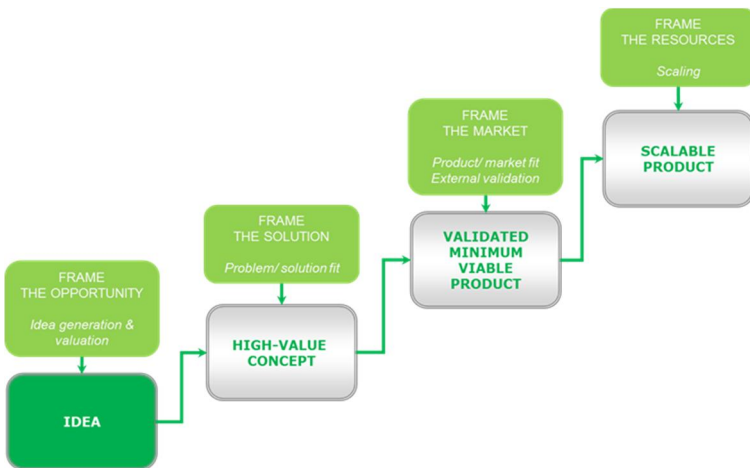 FRAME
THE OPPORTUNITY
Idea generation &
valuation
IDEA
FRAME
THE SOLUTION
Problem/ solution fit
HIGH-VALUE
CONCEPT
FRAME
THE MARKET
Product/ market fit
External validation
VALIDATED
MINIMUM
VIABLE
PRODUCT
FRAME
THE RESOURCES
Scaling
SCALABLE
PRODUCT